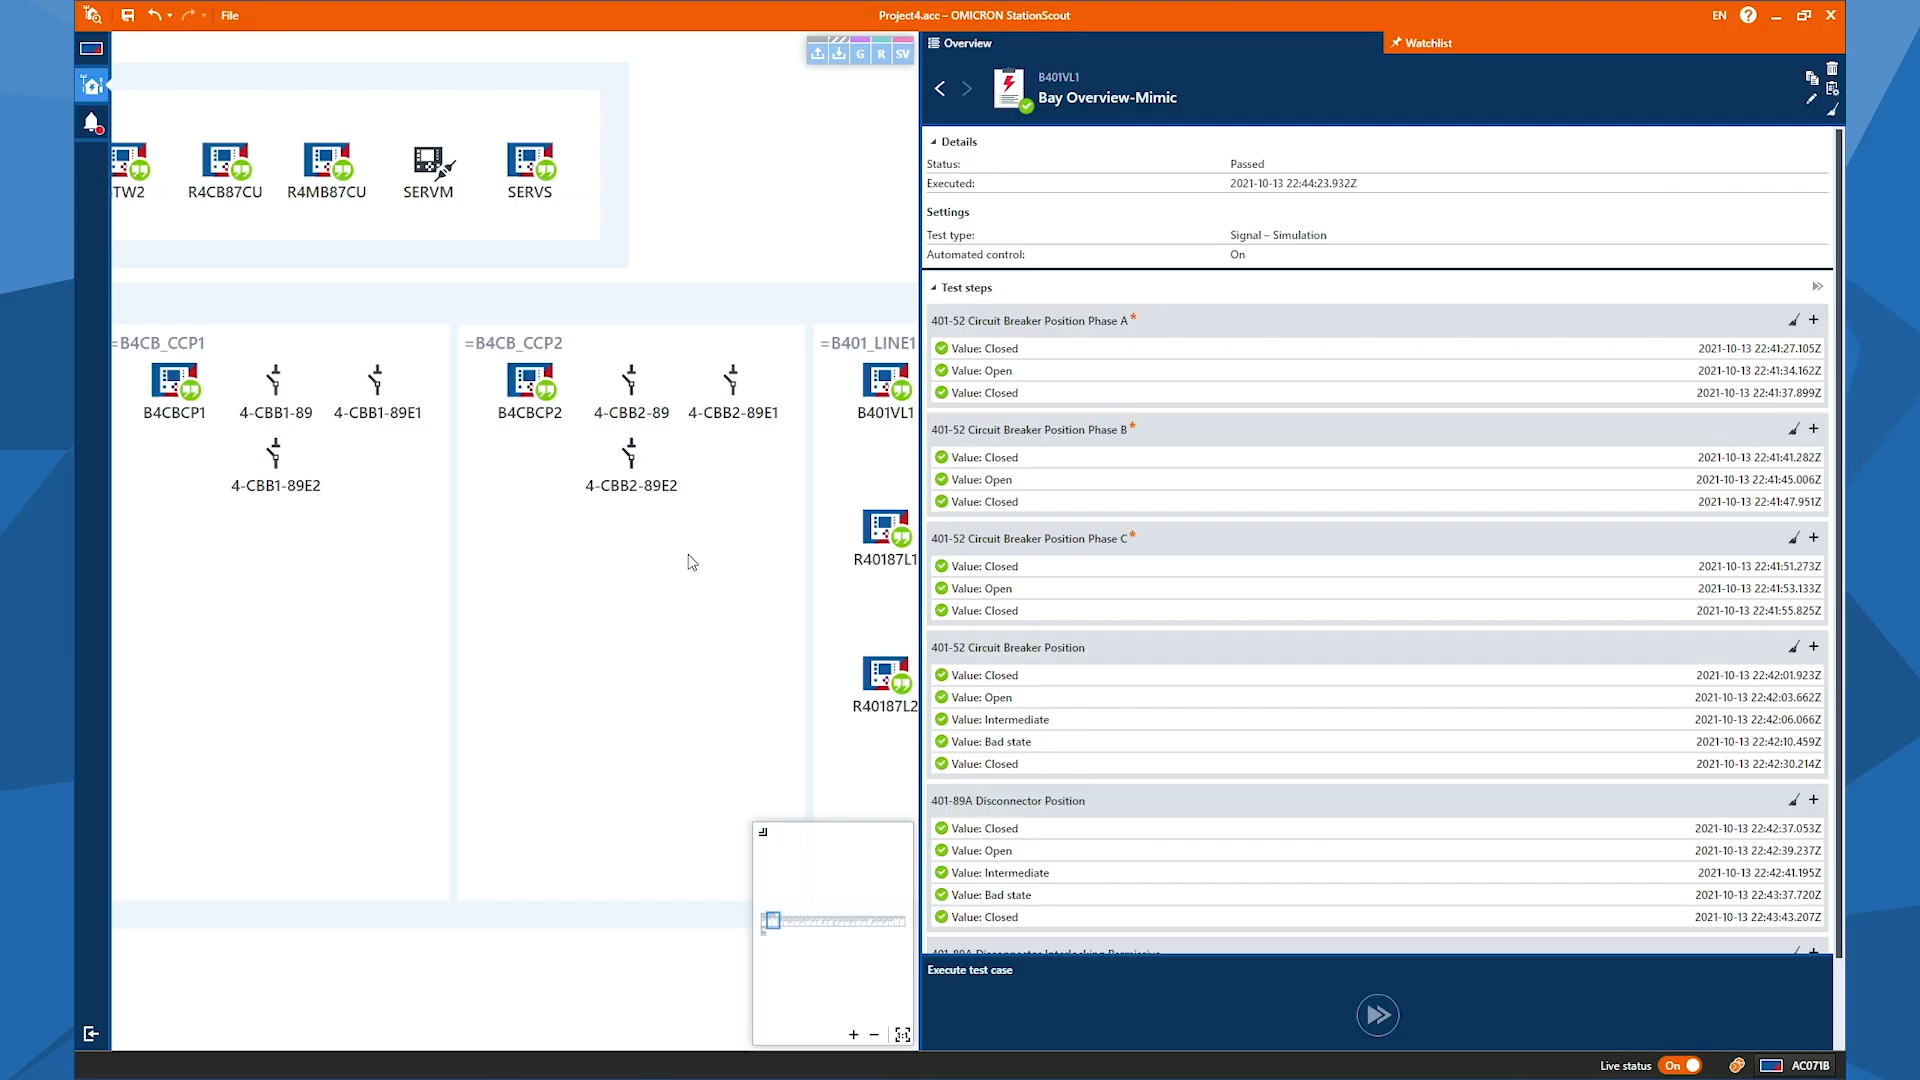 File
Project4.acc – OMICRON StationScout
EN
Overview
Watchlist
G R SV
B401VL1
Bay Overview-Mimic
TW2
R4CB87CU
R4MB87CU
SERVM
SERVS
=B4CB_CCP1
=B4CB_CCP2
=B401_LINE1
B4CBCP1
4-CBB1-89
4-CBB1-89E1
B4CBCP2
4-CBB2-89
4-CBB2-89E1
B401VL1
4-CBB1-89E2
4-CBB2-89E2
R40187L1
R40187L2
Details
Status: Passed
Executed: 2021-10-13 22:44:23.932Z
Settings
Test type: Signal – Simulation
Automated control: On
Test steps
401-52 Circuit Breaker Position Phase A*
Value: Closed 2021-10-13 22:41:27.105Z
Value: Open 2021-10-13 22:41:34.162Z
Value: Closed 2021-10-13 22:41:37.899Z
401-52 Circuit Breaker Position Phase B*
Value: Closed 2021-10-13 22:41:41.282Z
Value: Open 2021-10-13 22:41:45.006Z
Value: Closed 2021-10-13 22:41:47.951Z
401-52 Circuit Breaker Position Phase C*
Value: Closed 2021-10-13 22:41:51.273Z
Value: Open 2021-10-13 22:41:53.133Z
Value: Closed 2021-10-13 22:41:55.825Z
401-52 Circuit Breaker Position
Value: Closed 2021-10-13 22:42:01.923Z
Value: Open 2021-10-13 22:42:03.662Z
Value: Intermediate 2021-10-13 22:42:06.066Z
Value: Bad state 2021-10-13 22:42:10.459Z
Value: Closed 2021-10-13 22:42:30.214Z
401-89A Disconnector Position
Value: Closed 2021-10-13 22:42:37.053Z
Value: Open 2021-10-13 22:42:39.237Z
Value: Intermediate 2021-10-13 22:42:41.195Z
Value: Bad state 2021-10-13 22:43:37.720Z
Value: Closed 2021-10-13 22:43:43.207Z
401-89A Disconnector Interlocking Permissive
Execute test case
Live status On
AC071B